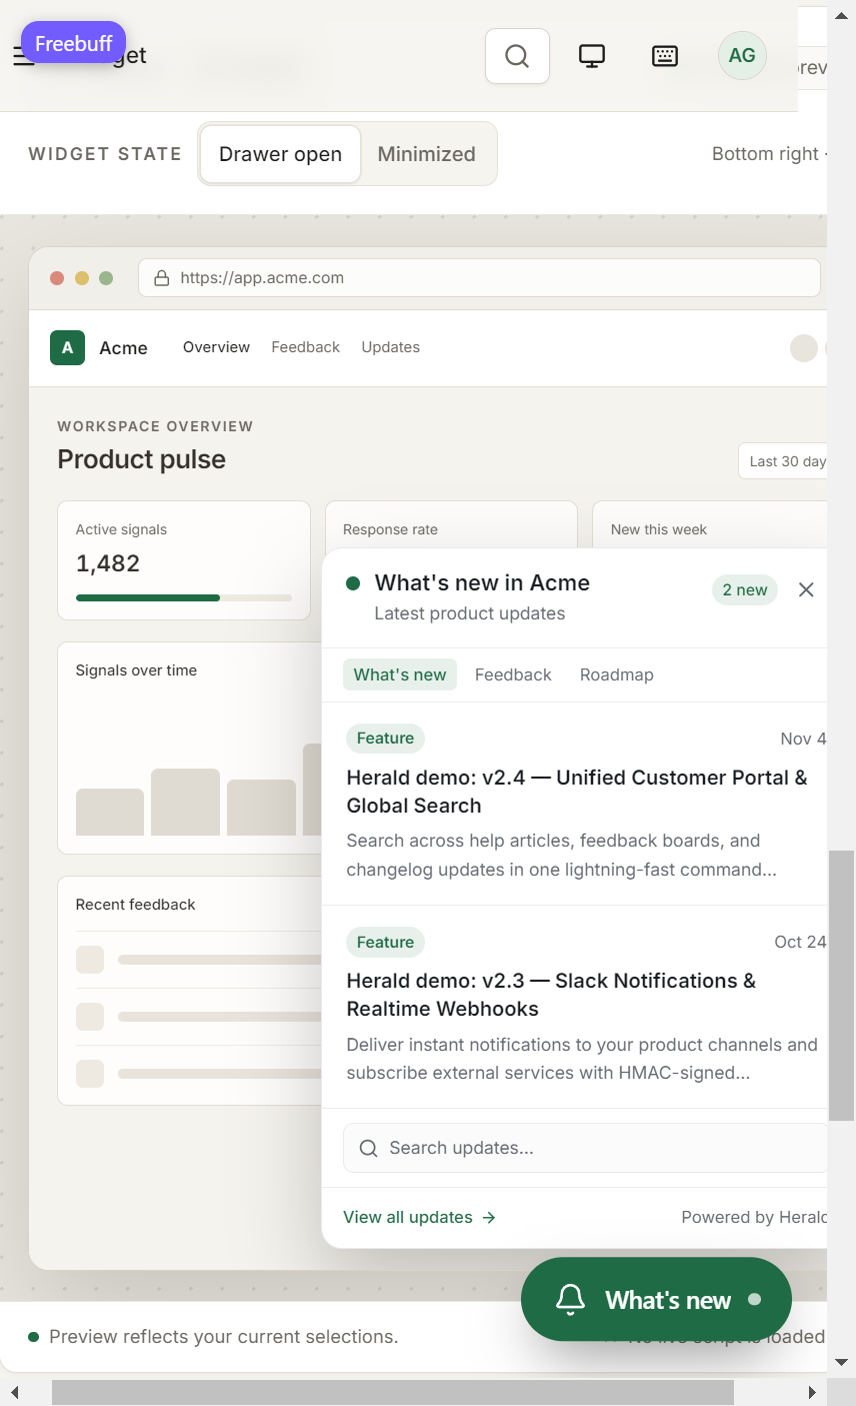 Freebuff
get
AG
prev
WIDGET STATE
Drawer open
Minimized
Bottom right ·
https://app.acme.com
A
Acme
Overview
Feedback
Updates
WORKSPACE OVERVIEW
Product pulse
Last 30 day
Active signals
1,482
Response rate
New this week
Signals over time
Recent feedback
What's new in Acme
Latest product updates
2 new
What's new
Feedback
Roadmap
Feature
Nov 4
Herald demo: v2.4 — Unified Customer Portal &
Global Search
Search across help articles, feedback boards, and
changelog updates in one lightning-fast command...
Feature
Oct 24
Herald demo: v2.3 — Slack Notifications &
Realtime Webhooks
Deliver instant notifications to your product channels and
subscribe external services with HMAC-signed...
Search updates...
View all updates →
Powered by Herald
What's new
Preview reflects your current selections.
No live script is loaded